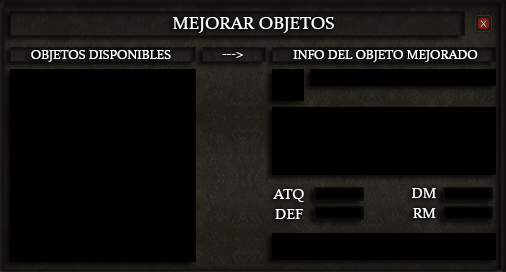 MEJORAR OBJETOS X
OBJETOS DISPONIBLES ---> INFO DEL OBJETO MEJORADO
ATQ DM
DEF RM